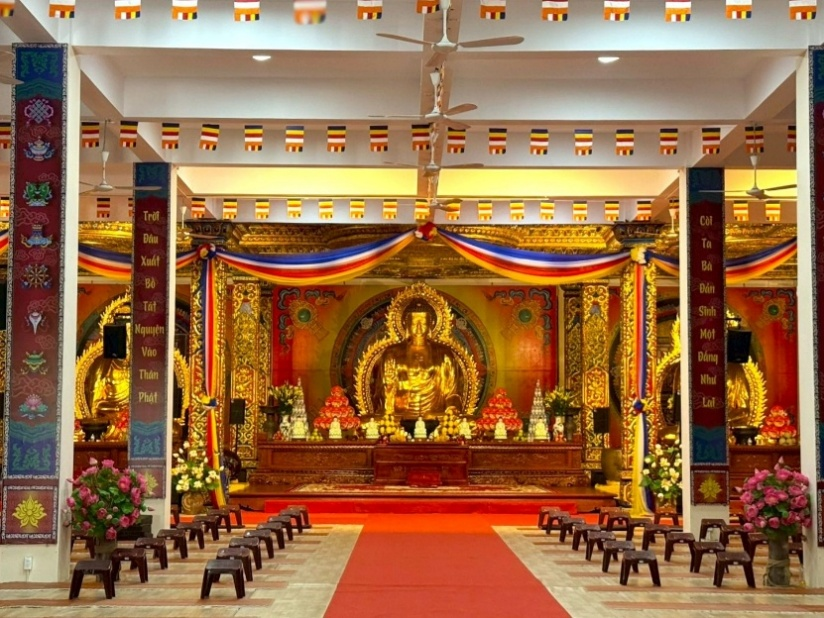 Trời
Đâu
Xuất
Bồ
Tát
Nguyện
Vào
Thân
Phật
Cõi
Ta
Bà
Đản
Sinh
Một
Đấng
Như
Lai